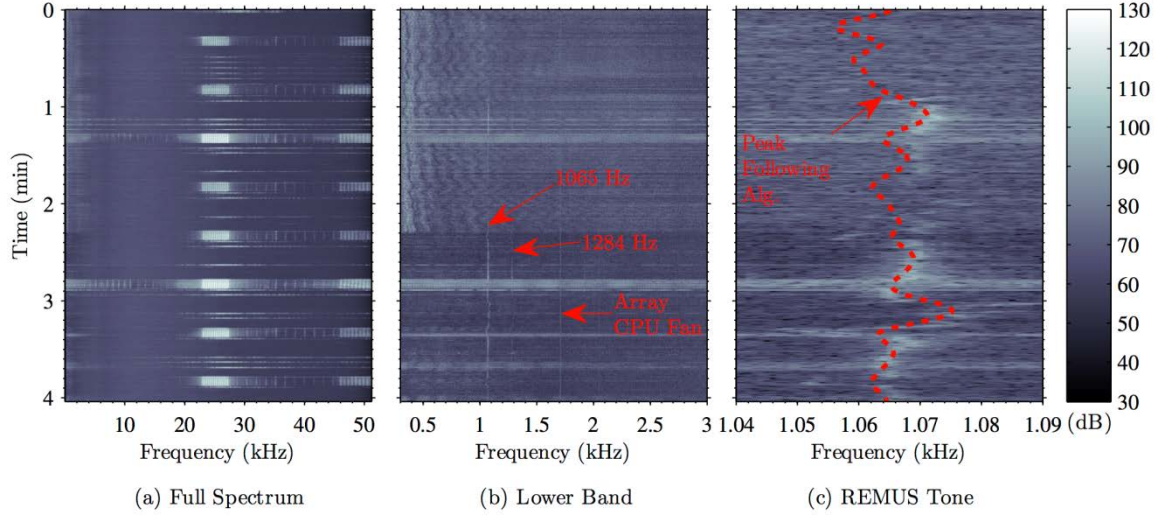 0
1
2
3
4
Time (min)
10 20 30 40 50
Frequency (kHz)
(a) Full Spectrum
1065 Hz
1284 Hz
Array
CPU Fan
0.5 1 1.5 2 2.5 3
Frequency (kHz)
(b) Lower Band
Peak
Following
Alg.
1.04 1.05 1.06 1.07 1.08 1.09
Frequency (kHz)
(c) REMUS Tone
130
120
110
100
90
80
70
60
50
40
30
(dB)